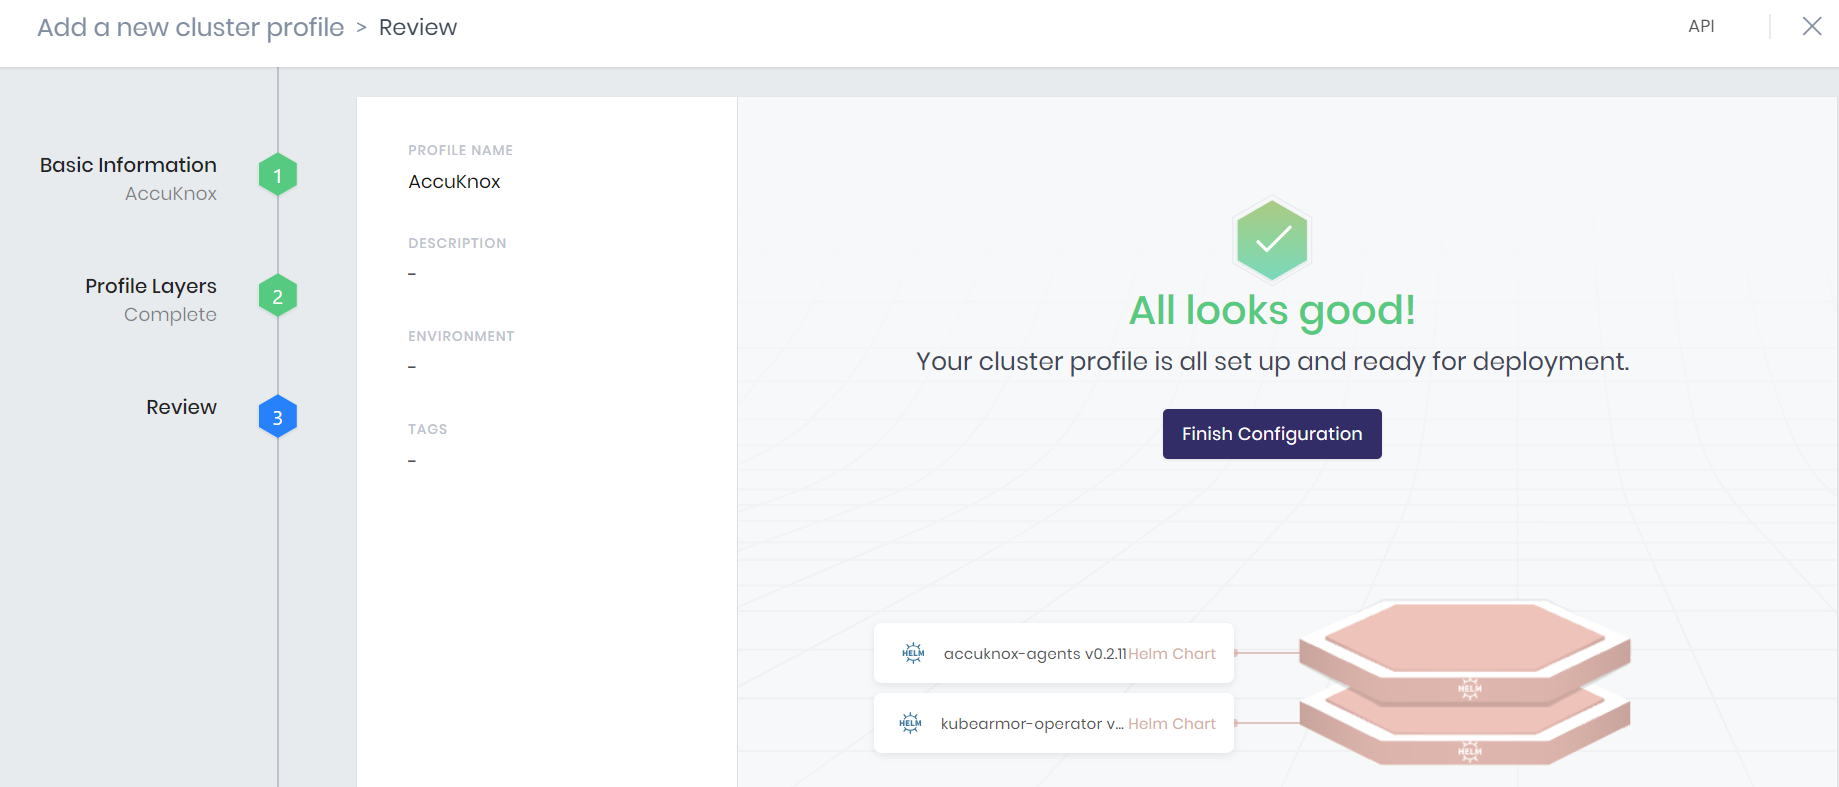 Add a new cluster profile > Review
API
Basic Information
AccuKnox
1
Profile Layers
Complete
2
Review
3
PROFILE NAME
AccuKnox
DESCRIPTION
-
ENVIRONMENT
-
TAGS
-
All looks good!
Your cluster profile is all set up and ready for deployment.
Finish Configuration
HELM accuknox-agents v0.2.11 Helm Chart
HELM
HELM kubearmor-operator v... Helm Chart
HELM